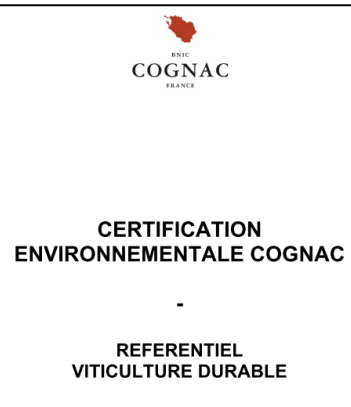 BNIC
COGNAC
FRANCE
CERTIFICATION
ENVIRONNEMENTALE COGNAC
-
REFERENTIEL
VITICULTURE DURABLE